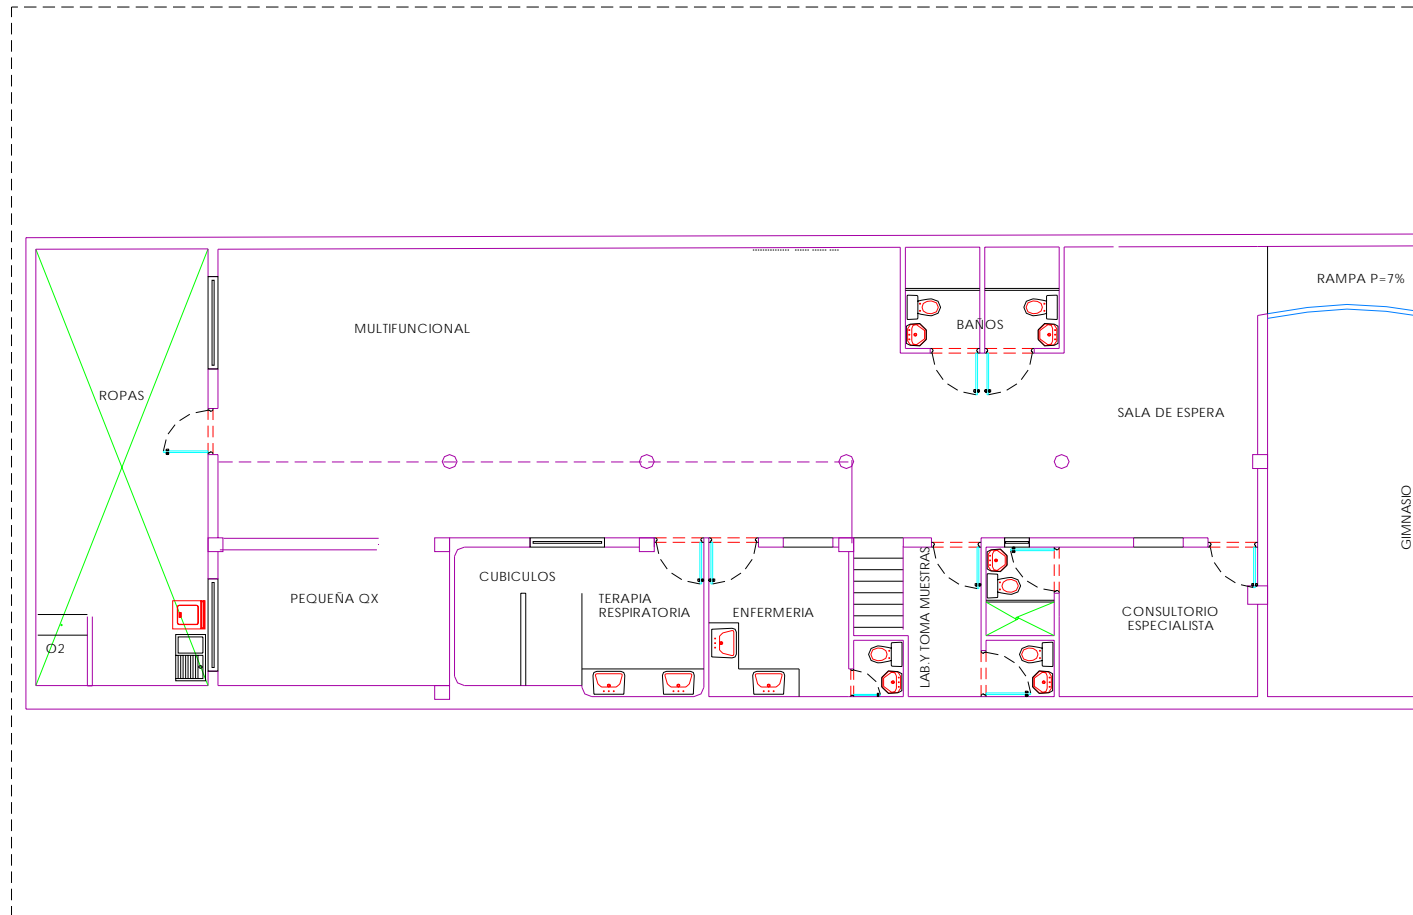 RAMPA P=7%
MULTIFUNCIONAL
BAÑOS
ROPAS
SALA DE ESPERA
GIMNASIO
CUBICULOS
PEQUEÑA QX
TERAPIA
RESPIRATORIA
ENFERMERIA
LAB.Y TOMA MUESTRAS
CONSULTORIO
ESPECIALISTA
O2